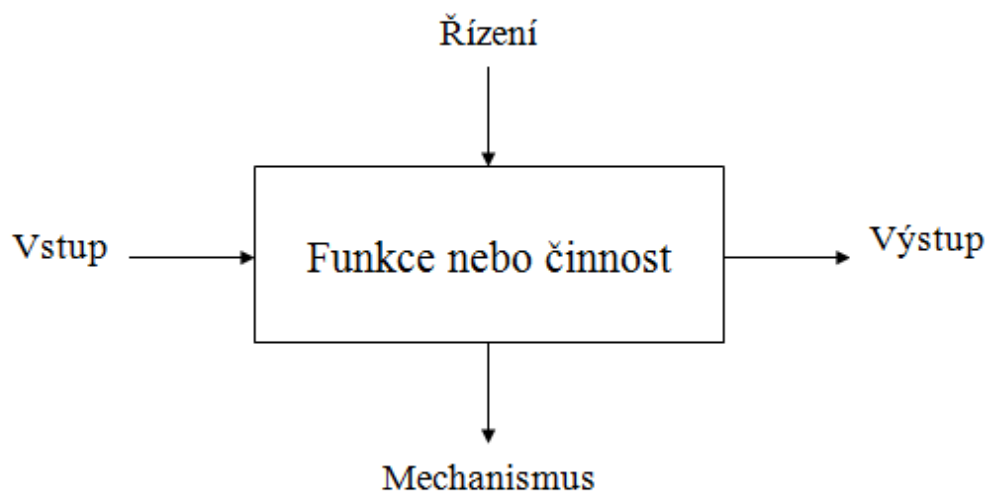 Řízení
Vstup
Funkce nebo činnost
Výstup
Mechanismus